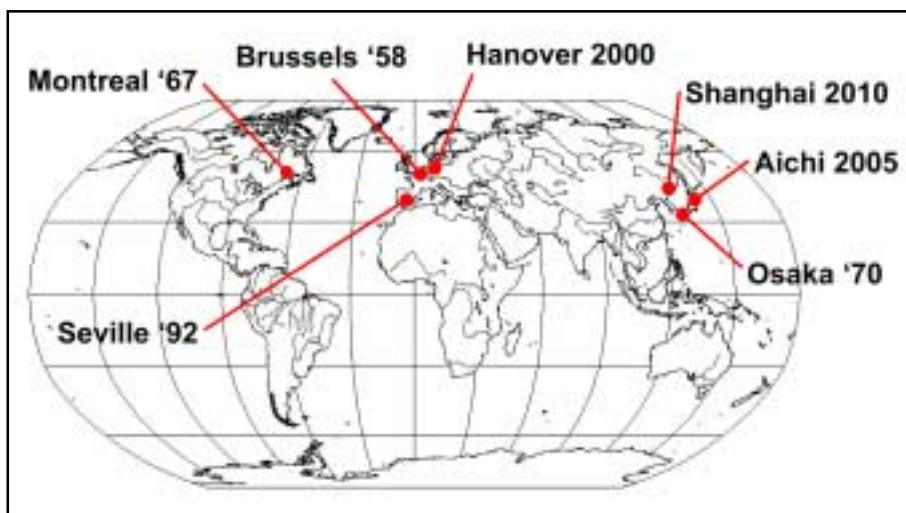 Brussels ‘58
Hanover 2000
Montreal ‘67
Shanghai 2010
Aichi 2005
Osaka ‘70
Seville ‘92